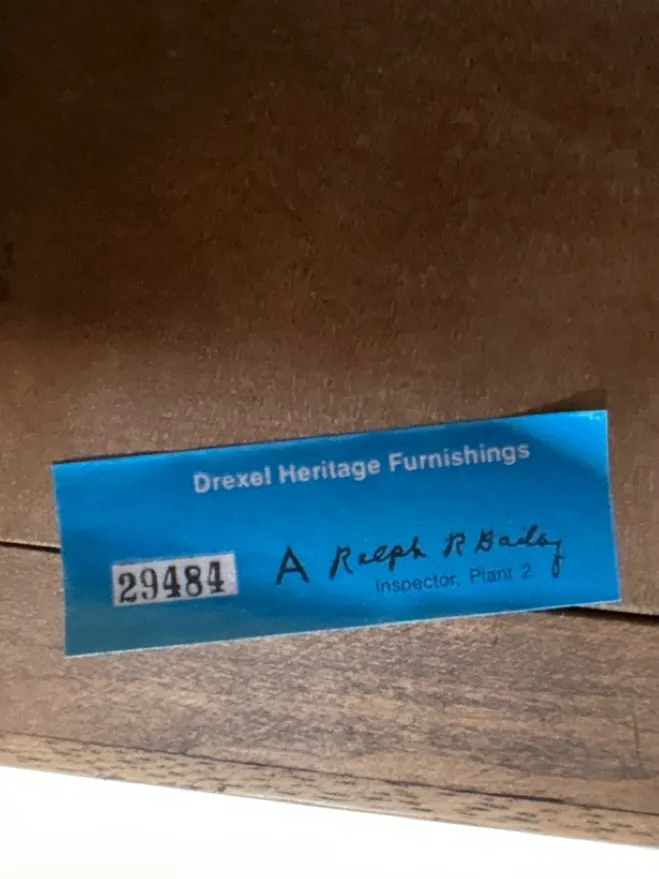 Drexel Heritage Furnishings
29484 A Ralph R Bailey
Inspector, Plant 2